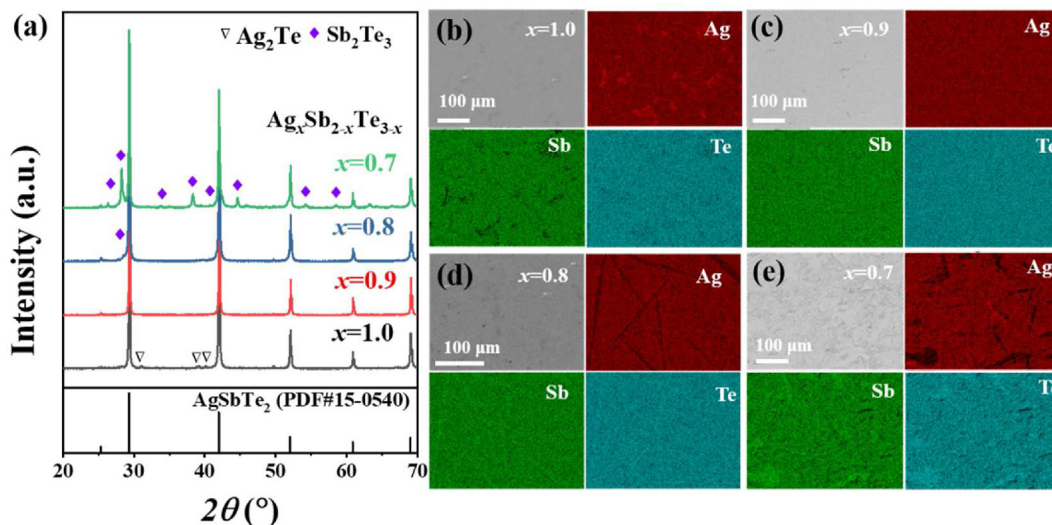 (a)
▽ Ag₂Te ◆ Sb₂Te₃
AgₓSb₂₋ₓTe₃₋ₓ
x=0.7
x=0.8
x=0.9
x=1.0
AgSbTe₂ (PDF#15-0540)
Intensity (a.u.)
20 30 40 50 60 70
2θ (°)
(b)
x=1.0
100 μm
Ag
Sb
Te
(c)
x=0.9
100 μm
Ag
Sb
Te
(d)
x=0.8
100 μm
Ag
Sb
Te
(e)
x=0.7
100 μm
Ag
Sb
Te